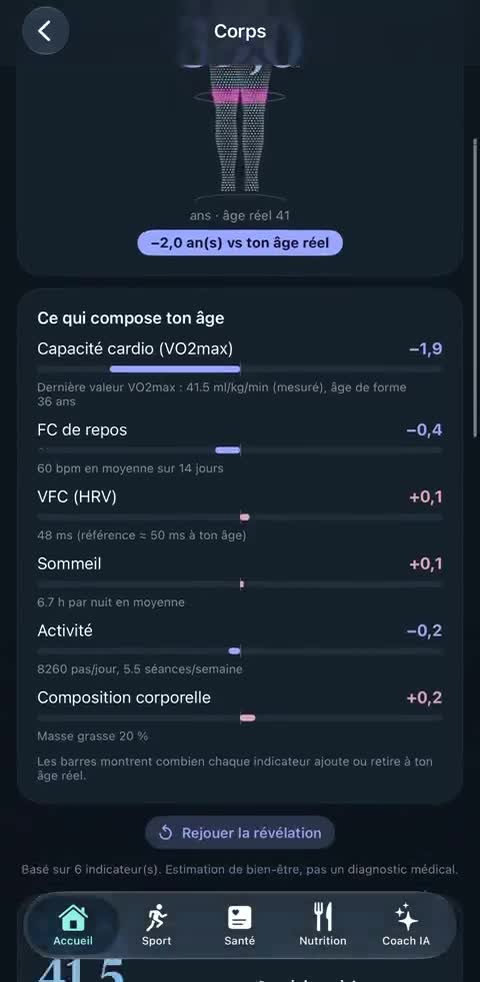 Corps
ans · âge réel 41
−2,0 an(s) vs ton âge réel
Ce qui compose ton âge
Capacité cardio (VO2max)
−1,9
Dernière valeur VO2max : 41.5 ml/kg/min (mesuré), âge de forme
36 ans
FC de repos
−0,4
60 bpm en moyenne sur 14 jours
VFC (HRV)
+0,1
48 ms (référence ≈ 50 ms à ton âge)
Sommeil
+0,1
6.7 h par nuit en moyenne
Activité
−0,2
8260 pas/jour, 5.5 séances/semaine
Composition corporelle
+0,2
Masse grasse 20 %
Les barres montrent combien chaque indicateur ajoute ou retire à ton
âge réel.
Rejouer la révélation
Basé sur 6 indicateur(s). Estimation de bien-être, pas un diagnostic médical.
Accueil
Sport
Santé
Nutrition
Coach IA
41,5